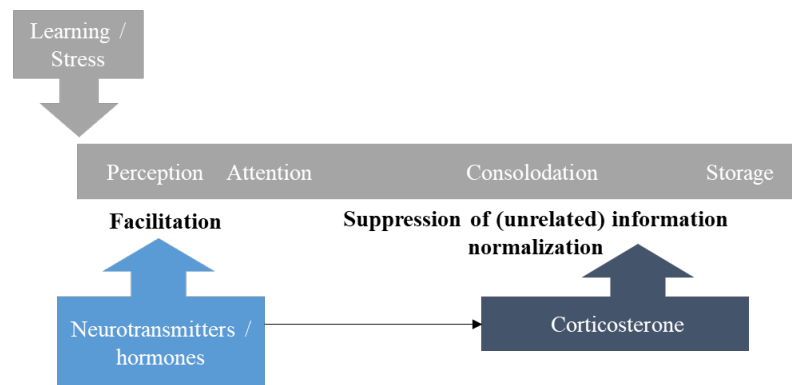 Learning /
Stress
Perception Attention Consolodation Storage
Facilitation
Suppression of (unrelated) information
normalization
Neurotransmitters /
hormones
Corticosterone